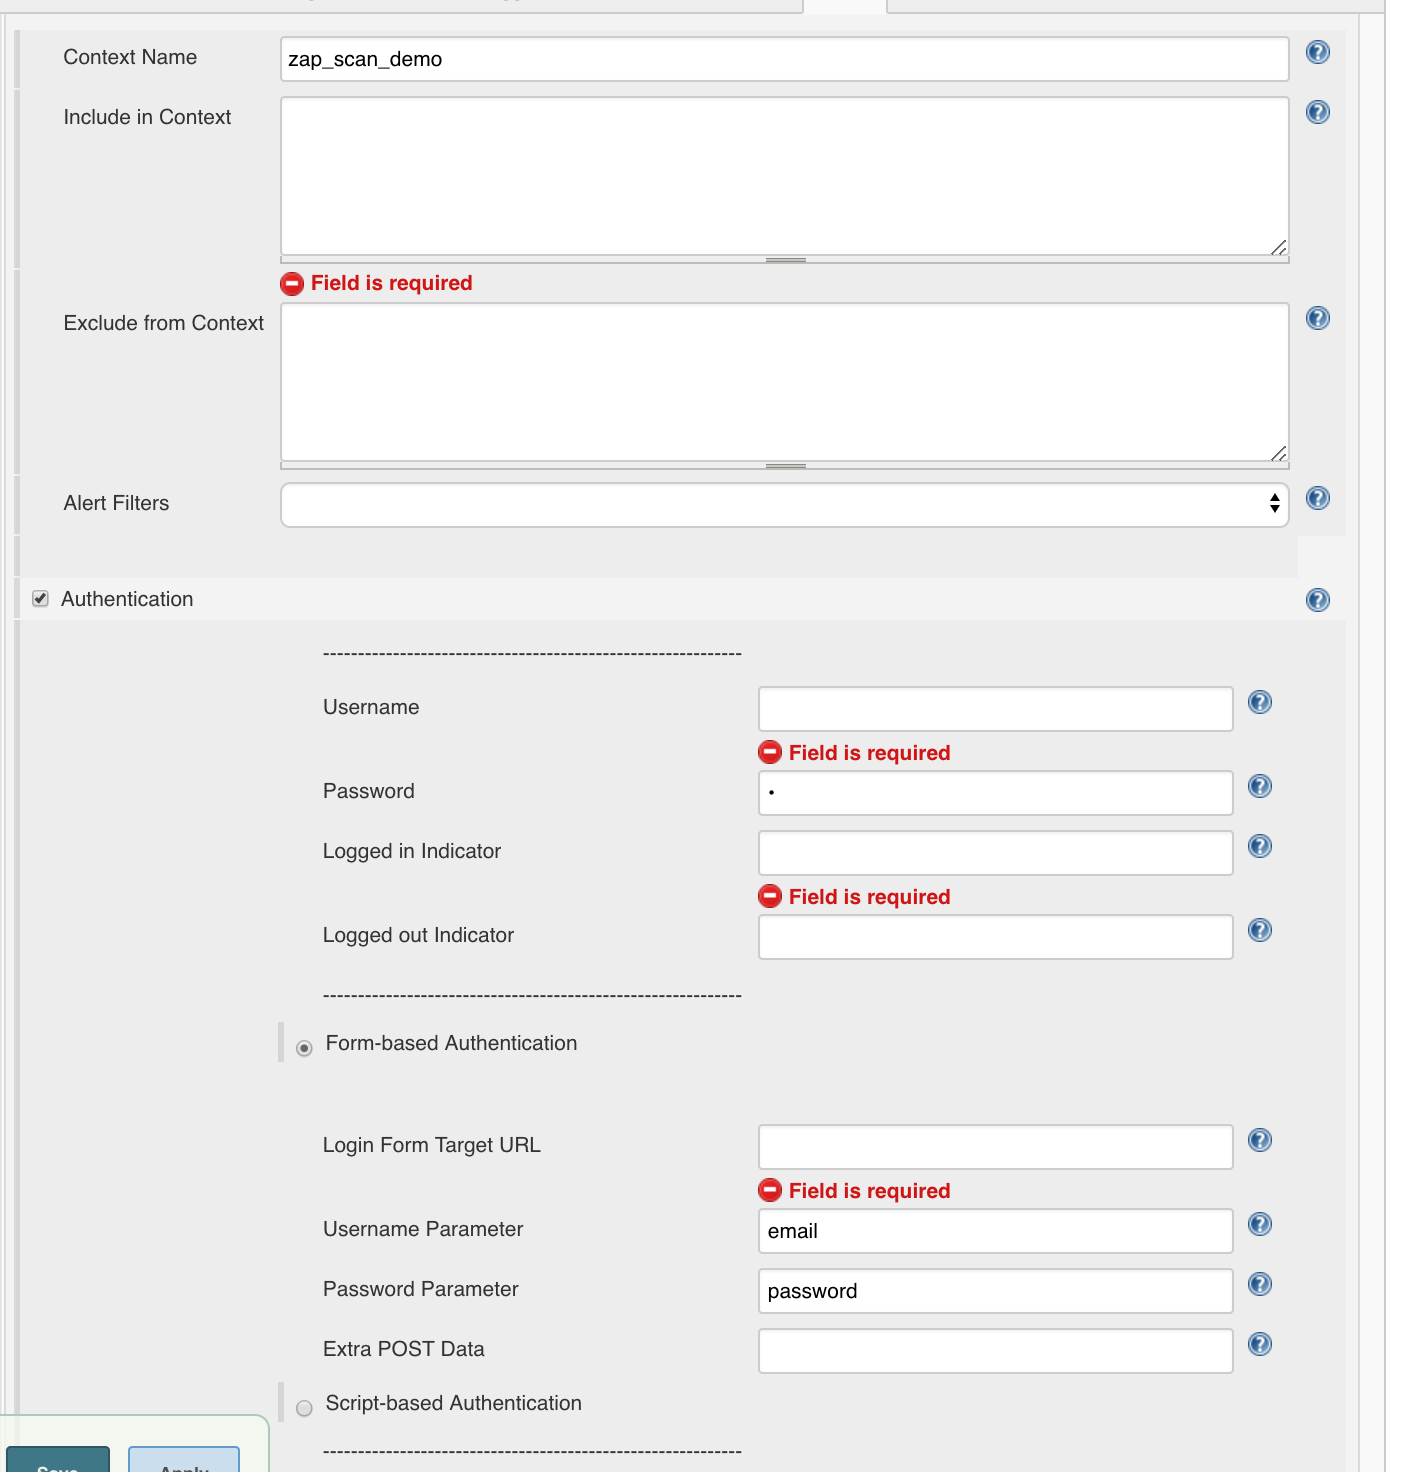 Context Name
zap_scan_demo
Include in Context
Field is required
Exclude from Context
Alert Filters
Authentication
------------------------------------------------------------
Username
Field is required
Password
•
Logged in Indicator
Field is required
Logged out Indicator
------------------------------------------------------------
Form-based Authentication
Login Form Target URL
Field is required
Username Parameter
email
Password Parameter
password
Extra POST Data
Script-based Authentication
------------------------------------------------------------
Save
Apply